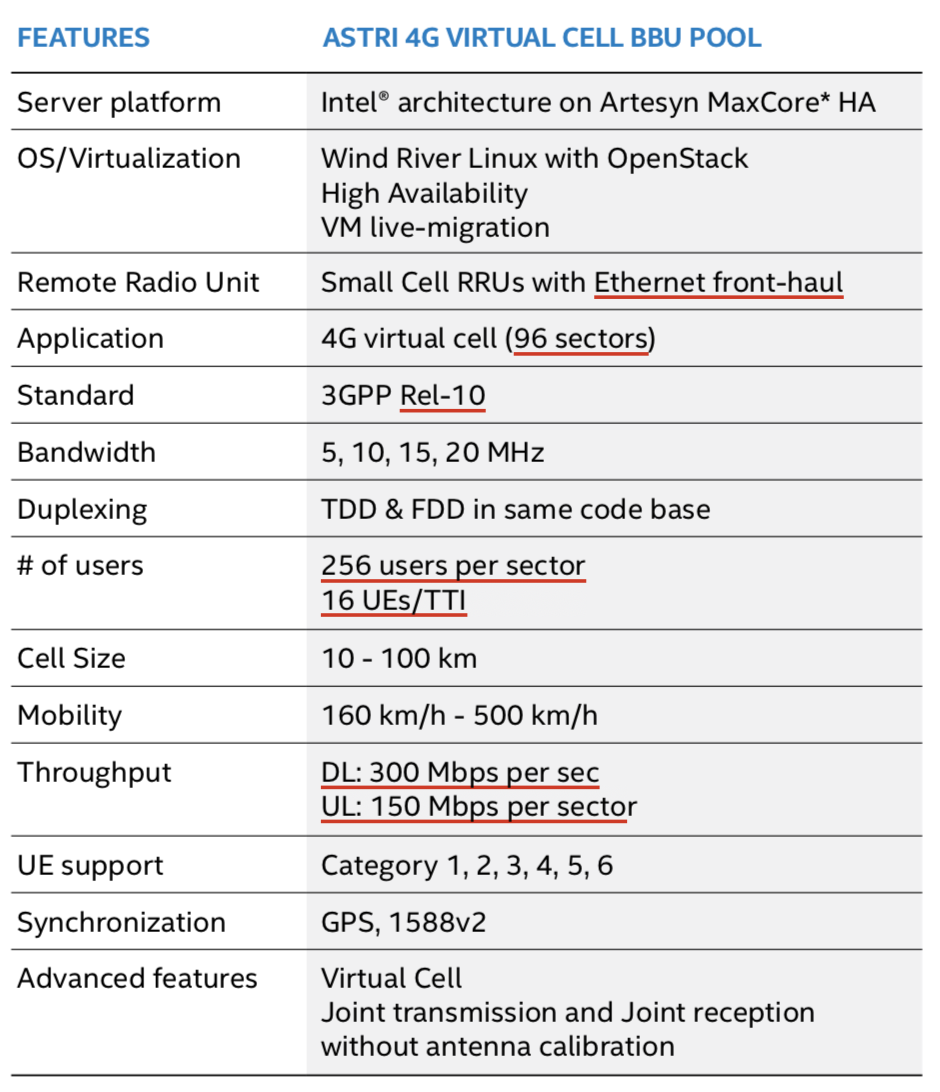 FEATURES ASTRI 4G VIRTUAL CELL BBU POOL
Server platform Intel® architecture on Artesyn MaxCore* HA
OS/Virtualization Wind River Linux with OpenStack
High Availability
VM live-migration
Remote Radio Unit Small Cell RRUs with Ethernet front-haul
Application 4G virtual cell (96 sectors)
Standard 3GPP Rel-10
Bandwidth 5, 10, 15, 20 MHz
Duplexing TDD & FDD in same code base
# of users 256 users per sector
16 UEs/TTI
Cell Size 10 - 100 km
Mobility 160 km/h - 500 km/h
Throughput DL: 300 Mbps per sec
UL: 150 Mbps per sector
UE support Category 1, 2, 3, 4, 5, 6
Synchronization GPS, 1588v2
Advanced features Virtual Cell
Joint transmission and Joint reception
without antenna calibration